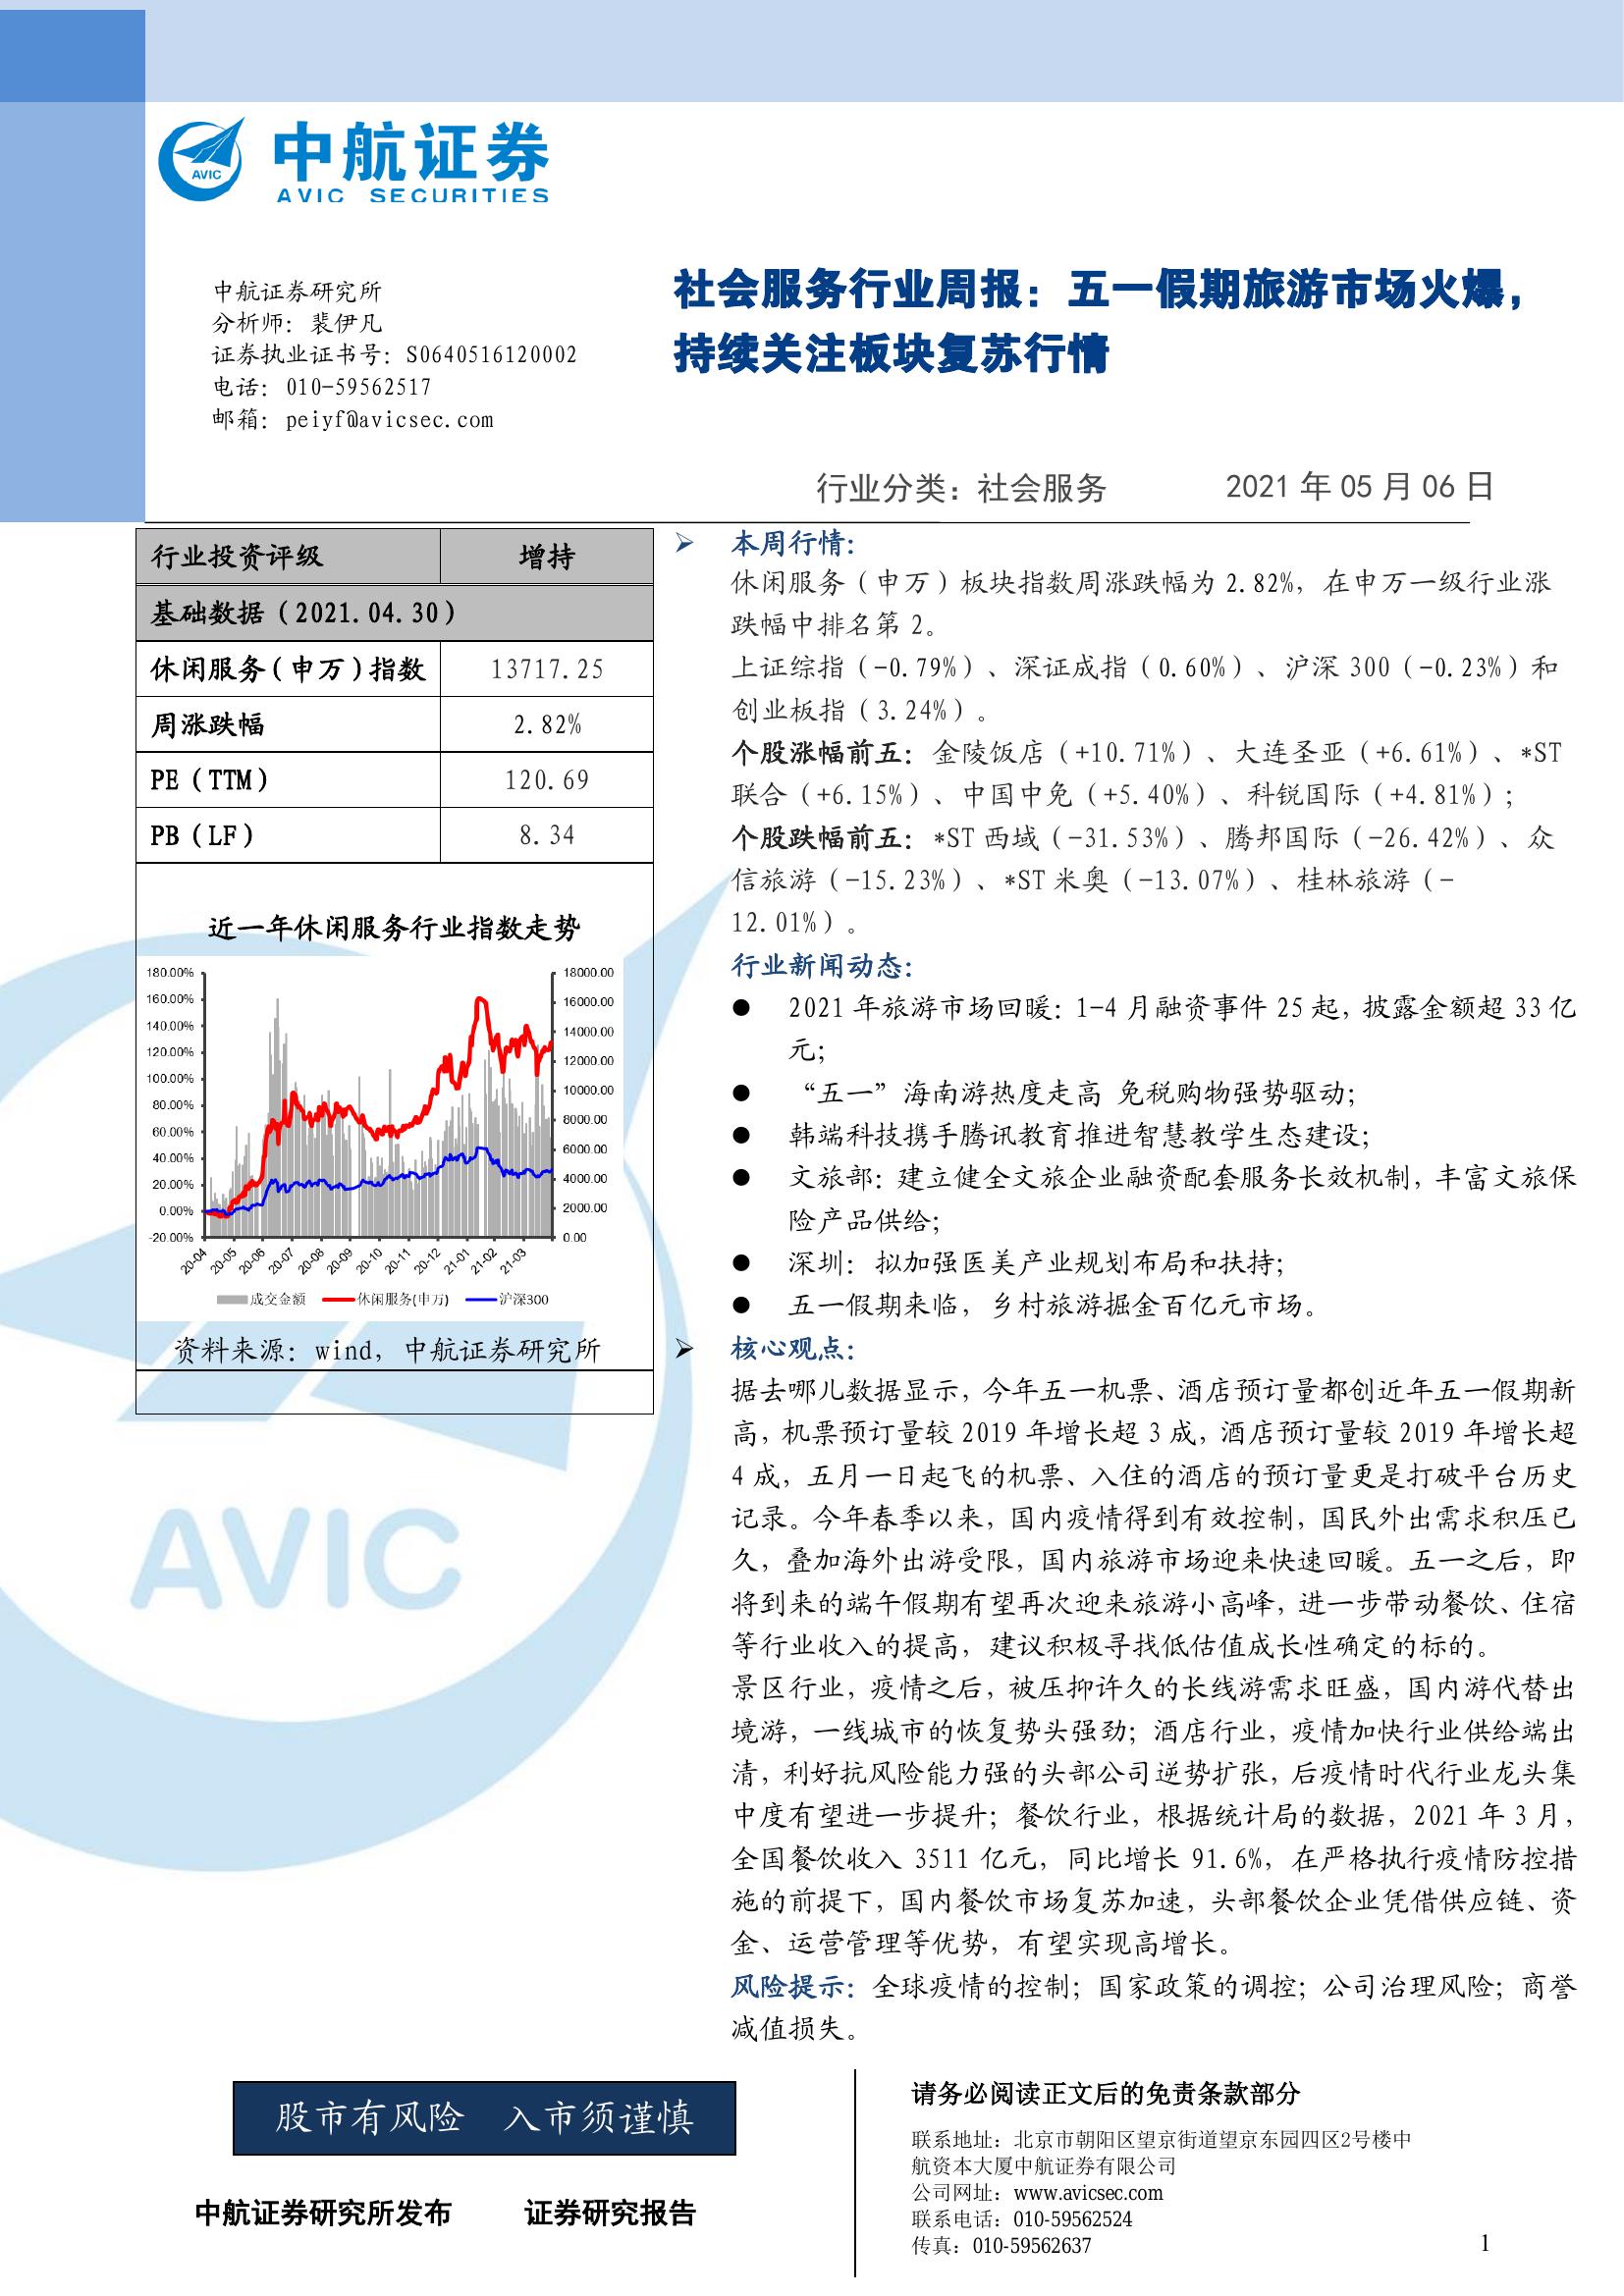 AVIC
中航证券
AVIC SECURITIES
中航证券研究所
分析师：裴伊凡
证券执业证书号：S0640516120002
电话：010-59562517
邮箱：peiyf@avicsec.com
社会服务行业周报：五一假期旅游市场火爆，
持续关注板块复苏行情
行业分类：社会服务 2021 年 05 月 06 日
行业投资评级 增持
基础数据（2021.04.30）
休闲服务(申万)指数 13717.25
周涨跌幅 2.82%
PE（TTM） 120.69
PB（LF） 8.34
近一年休闲服务行业指数走势
180.00%
160.00%
140.00%
120.00%
100.00%
80.00%
60.00%
40.00%
20.00%
0.00%
-20.00%
18000.00
16000.00
14000.00
12000.00
10000.00
8000.00
6000.00
4000.00
2000.00
0.00
20-04 20-05 20-06 20-07 20-08 20-09 20-10 20-11 20-12 21-01 21-02 21-03
成交金额 休闲服务(申万) 沪深300
资料来源：wind，中航证券研究所
AVIC
本周行情：
休闲服务（申万）板块指数周涨跌幅为 2.82%，在申万一级行业涨
跌幅中排名第 2。
上证综指（-0.79%）、深证成指（0.60%）、沪深 300（-0.23%）和
创业板指（3.24%）。
个股涨幅前五：金陵饭店（+10.71%）、大连圣亚（+6.61%）、*ST
联合（+6.15%）、中国中免（+5.40%）、科锐国际（+4.81%）；
个股跌幅前五：*ST 西域（-31.53%）、腾邦国际（-26.42%）、众
信旅游（-15.23%）、*ST 米奥（-13.07%）、桂林旅游（-
12.01%）。
行业新闻动态：
● 2021 年旅游市场回暖：1-4 月融资事件 25 起，披露金额超 33 亿
元；
● “五一”海南游热度走高 免税购物强势驱动；
● 韩端科技携手腾讯教育推进智慧教学生态建设；
● 文旅部：建立健全文旅企业融资配套服务长效机制，丰富文旅保
险产品供给；
● 深圳：拟加强医美产业规划布局和扶持；
● 五一假期来临，乡村旅游掘金百亿元市场。
核心观点：
据去哪儿数据显示，今年五一机票、酒店预订量都创近年五一假期新
高，机票预订量较 2019 年增长超 3 成，酒店预订量较 2019 年增长超
4 成，五月一日起飞的机票、入住的酒店的预订量更是打破平台历史
记录。今年春季以来，国内疫情得到有效控制，国民外出需求积压已
久，叠加海外出游受限，国内旅游市场迎来快速回暖。五一之后，即
将到来的端午假期有望再次迎来旅游小高峰，进一步带动餐饮、住宿
等行业收入的提高，建议积极寻找低估值成长性确定的标的。
景区行业，疫情之后，被压抑许久的长线游需求旺盛，国内游代替出
境游，一线城市的恢复势头强劲；酒店行业，疫情加快行业供给端出
清，利好抗风险能力强的头部公司逆势扩张，后疫情时代行业龙头集
中度有望进一步提升；餐饮行业，根据统计局的数据，2021 年 3 月，
全国餐饮收入 3511 亿元，同比增长 91.6%，在严格执行疫情防控措
施的前提下，国内餐饮市场复苏加速，头部餐饮企业凭借供应链、资
金、运营管理等优势，有望实现高增长。
风险提示：全球疫情的控制；国家政策的调控；公司治理风险；商誉
减值损失。
股市有风险 入市须谨慎
中航证券研究所发布 证券研究报告
请务必阅读正文后的免责条款部分
联系地址：北京市朝阳区望京街道望京东园四区2号楼中
航资本大厦中航证券有限公司
公司网址：www.avicsec.com
联系电话：010-59562524
传真：010-59562637
1